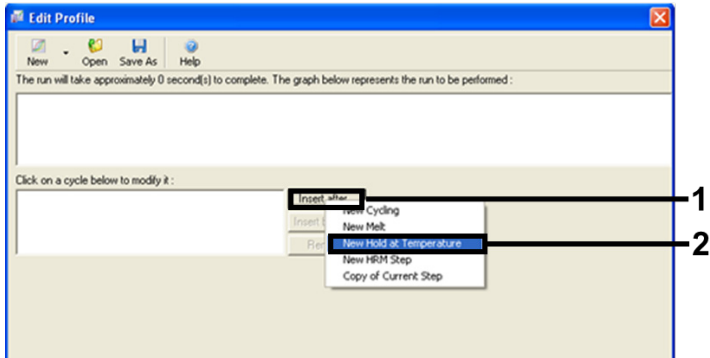 Edit Profile
New Open Save As Help
The run will take approximately 0 second(s) to complete. The graph below represents the run to be performed :
Click on a cycle below to modify it :
Insert after... 1
New Cycling
Insert
New Melt
New Hold at Temperature 2
New HRM Step
Copy of Current Step